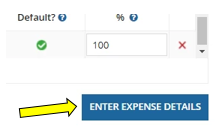 Default? ? % ?
100
ENTER EXPENSE DETAILS